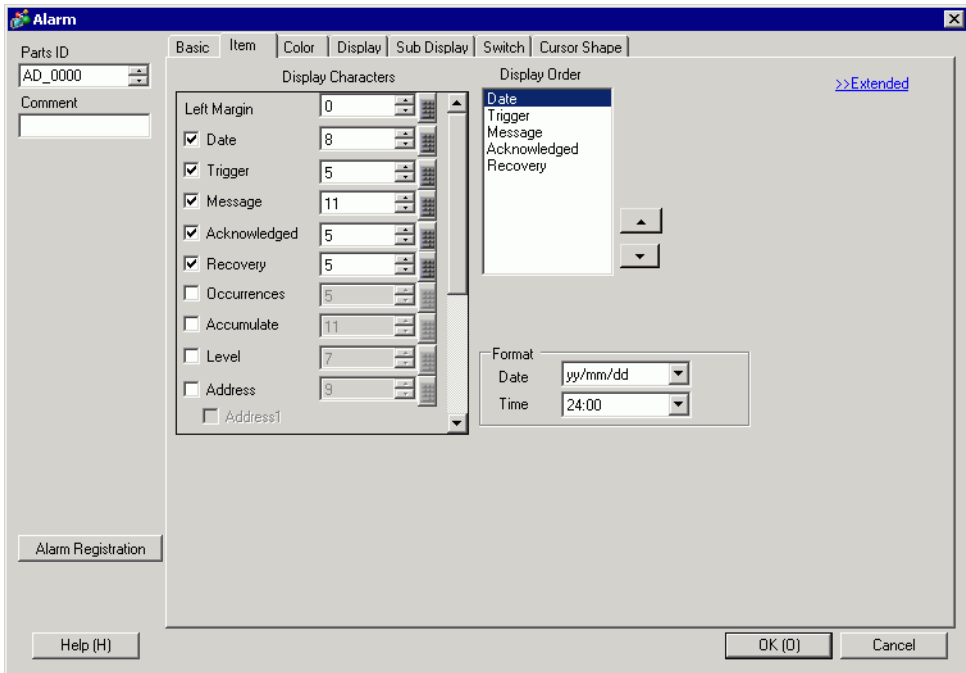 Alarm
Parts ID
AD_0000
Comment
Basic Item Color Display Sub Display Switch Cursor Shape
Display Characters
Left Margin 0
Date 8
Trigger 5
Message 11
Acknowledged 5
Recovery 5
Occurrences 5
Accumulate 11
Level 7
Address 9
Address1
Display Order
Date
Trigger
Message
Acknowledged
Recovery
>>Extended
Format
Date yy/mm/dd
Time 24:00
Alarm Registration
Help (H)
OK (O) Cancel